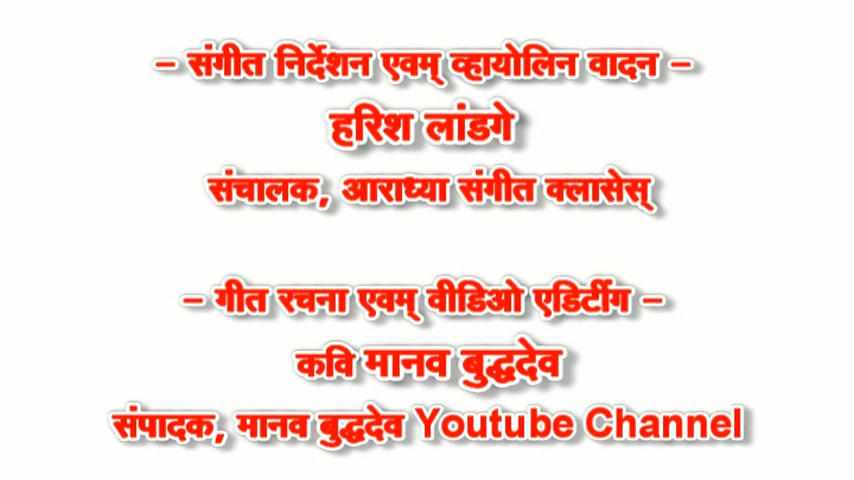 – संगीत निर्देशन एवम् व्हायोलिन वादन –
हरिश लांडगे
संचालक, आराध्या संगीत क्लासेस्
– गीत रचना एवम् वीडिओ एडिटींग –
कवि मानव बुद्धदेव
संपादक, मानव बुद्धदेव Youtube Channel